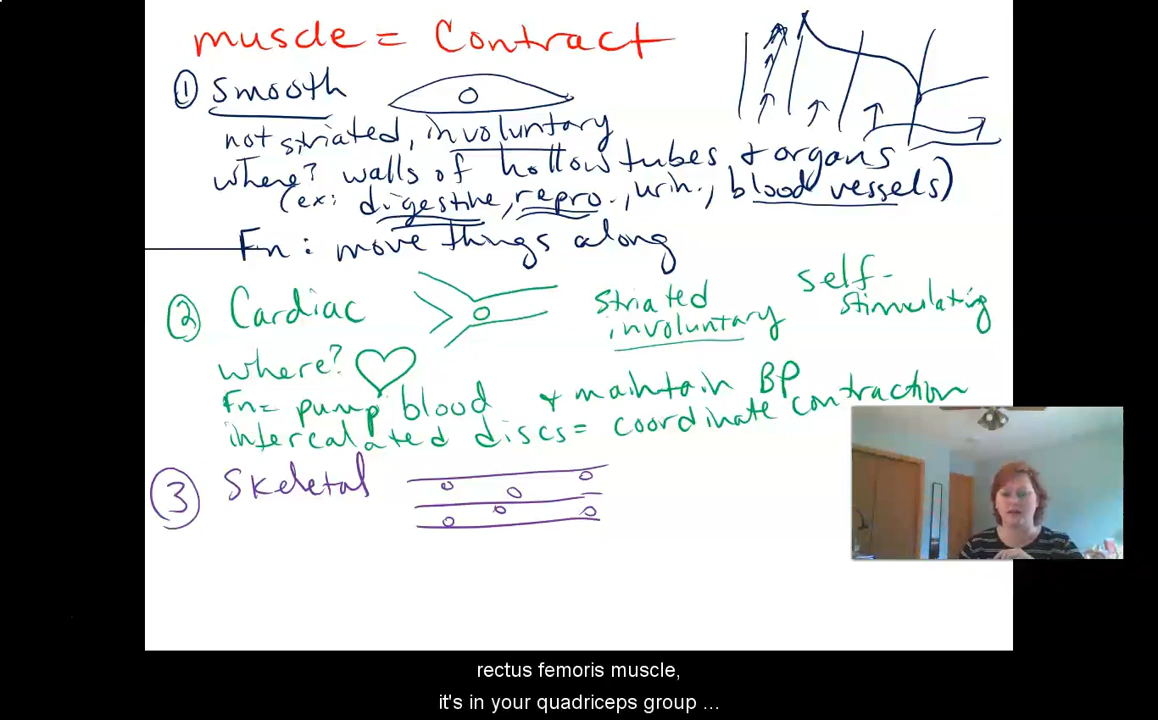 muscle = Contract
① Smooth
not striated, involuntary
where? walls of hollow tubes + organs
(ex: digestive, repro., urin., blood vessels)
Fn: move things along
② Cardiac
striated
involuntary
self-
stimulating
where?
Fn = pump blood + maintain BP
intercalated discs = coordinate contraction
③ Skeletal
rectus femoris muscle,
it's in your quadriceps group ...